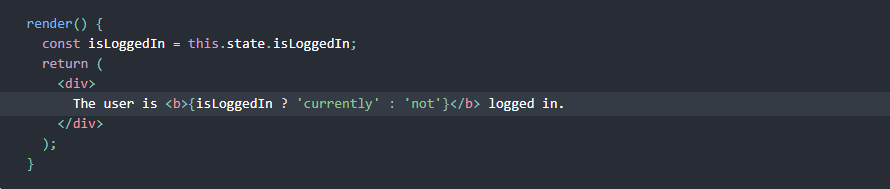 render() {
  const isLoggedIn = this.state.isLoggedIn;
  return (
    <div>
      The user is <b>{isLoggedIn ? 'currently' : 'not'}</b> logged in.
    </div>
  );
}